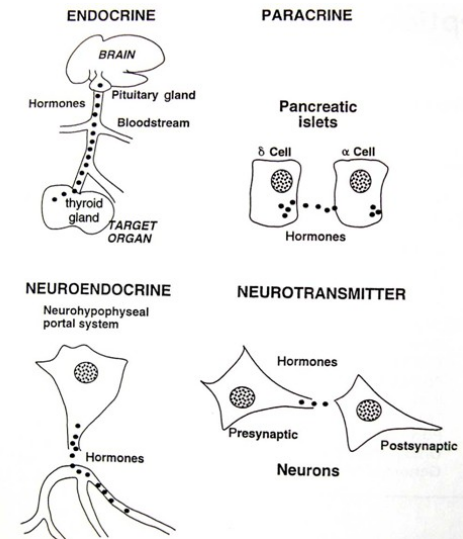 ENDOCRINE
BRAIN
Pituitary gland
Hormones
Bloodstream
thyroid
gland
TARGET
ORGAN
PARACRINE
Pancreatic
islets
δ Cell
α Cell
Hormones
NEUROENDOCRINE
Neurohypophyseal
portal system
Hormones
NEUROTRANSMITTER
Hormones
Presynaptic
Postsynaptic
Neurons